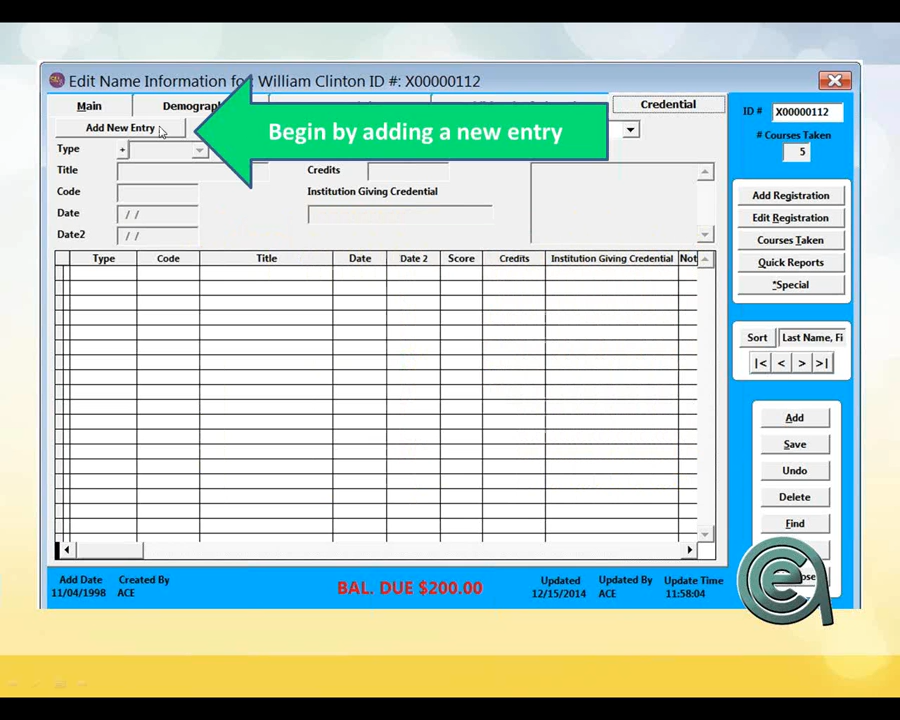 Edit Name Information fo William Clinton ID #: X00000112
Main
Demograph
Credential
ID #
X00000112
Add New Entry
Begin by adding a new entry
# Courses Taken
5
Type
+
Title
Credits
Code
Institution Giving Credential
Date
/ /
Date2
/ /
Type Code Title Date Date 2 Score Credits Institution Giving Credential Not
Add Registration
Edit Registration
Courses Taken
Quick Reports
*Special
Sort
Last Name, Fi
|< < > >|
Add
Save
Undo
Delete
Find
ose
Add Date
11/04/1998
Created By
ACE
BAL. DUE $200.00
Updated
12/15/2014
Updated By
ACE
Update Time
11:58:04